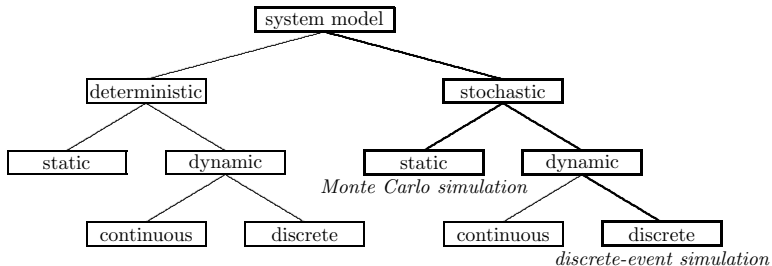 system model
deterministic
stochastic
static
dynamic
static
dynamic
Monte Carlo simulation
continuous
discrete
continuous
discrete
discrete-event simulation